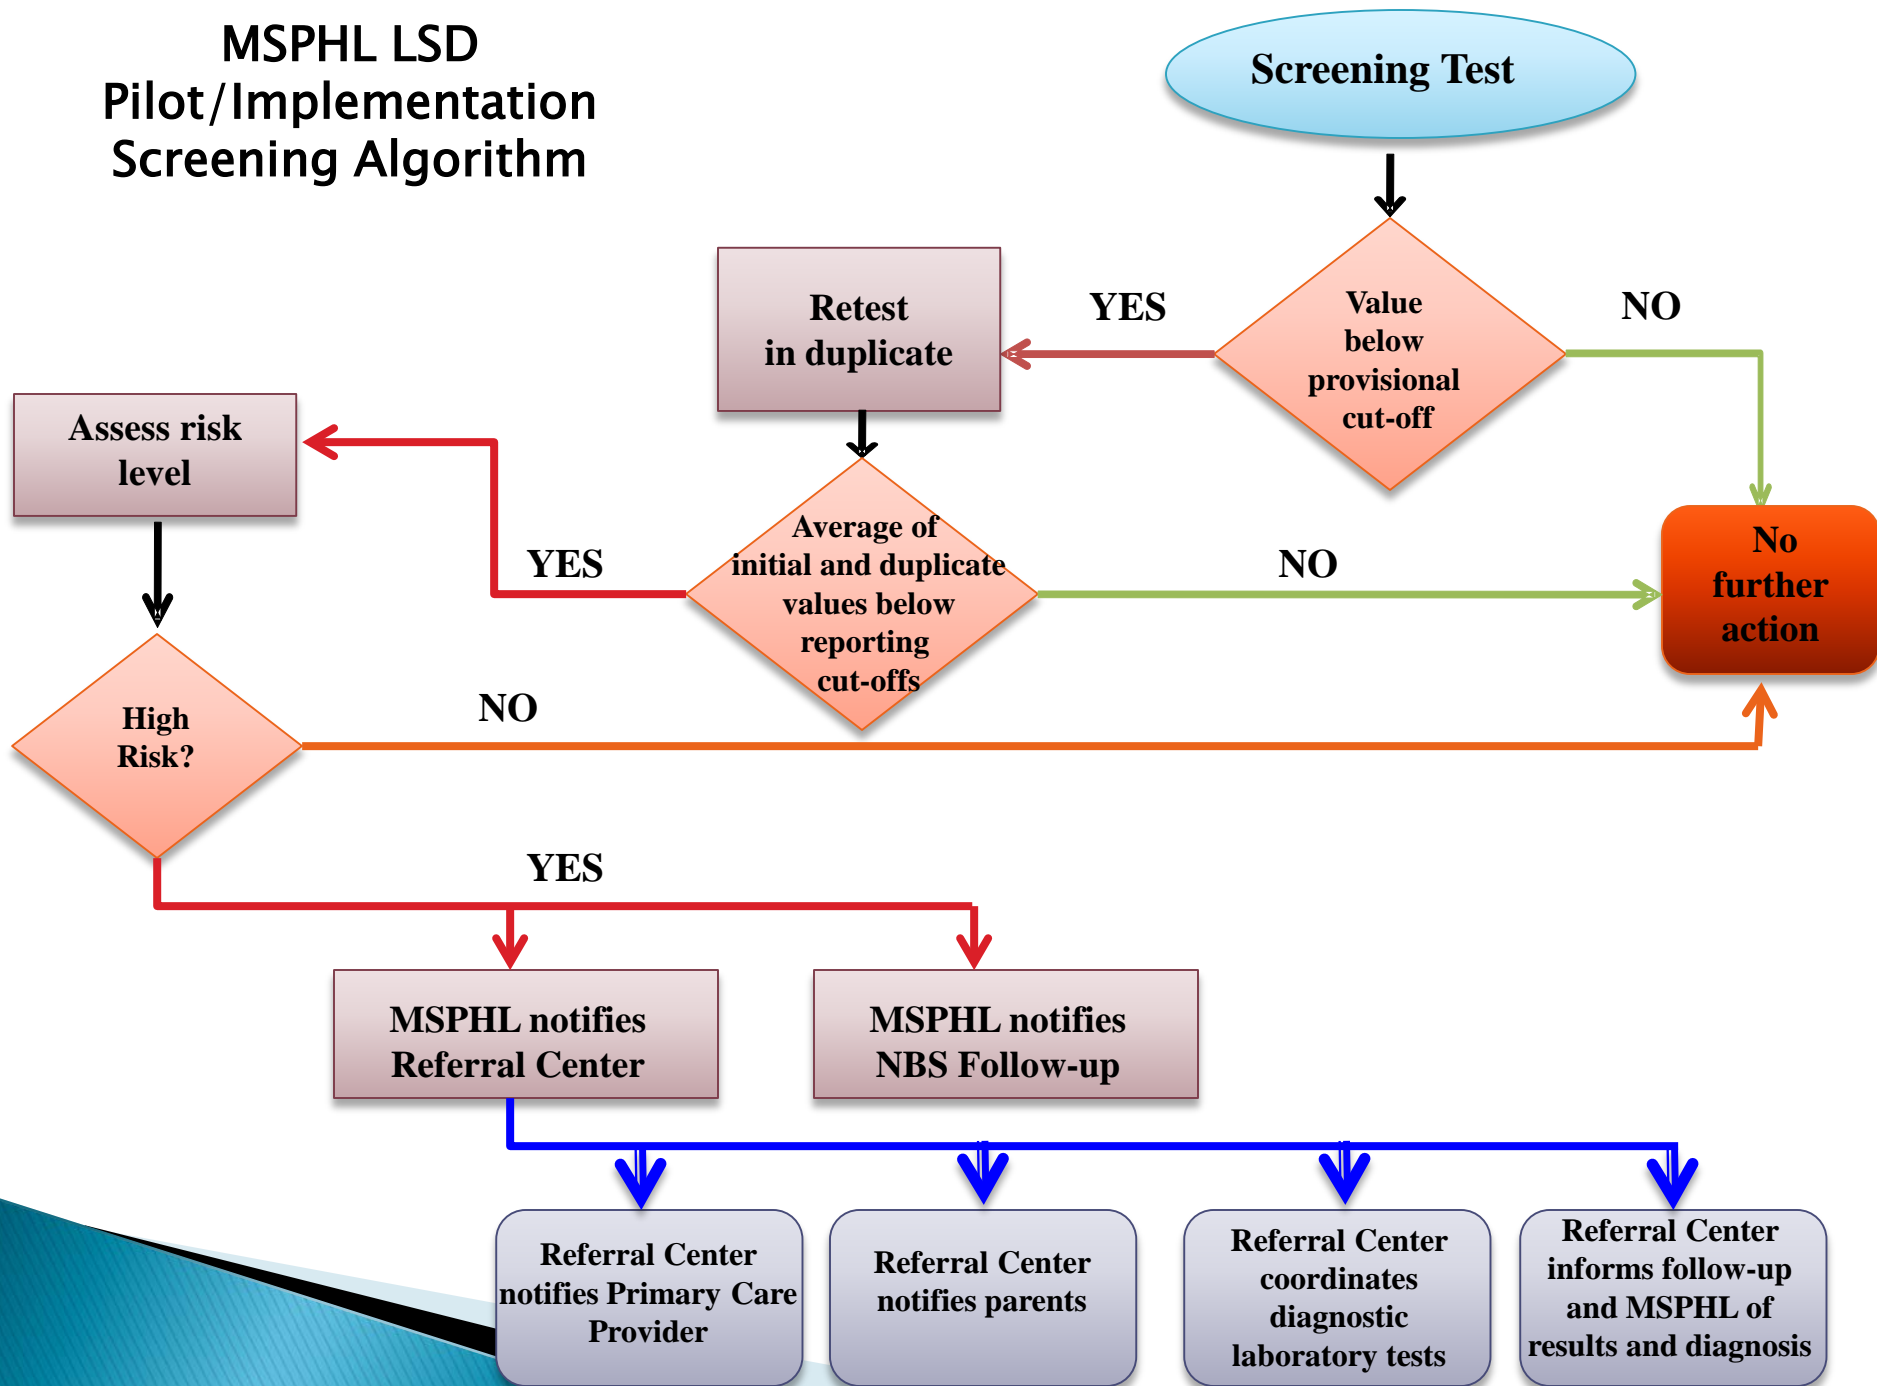 MSPHL LSD
Pilot/Implementation
Screening Algorithm
Screening Test
Value
below
provisional
cut-off
YES
NO
Retest
in duplicate
Assess risk
level
Average of
initial and duplicate
values below
reporting
cut-offs
YES
NO
No
further
action
High
Risk?
NO
YES
MSPHL notifies
Referral Center
MSPHL notifies
NBS Follow-up
Referral Center
notifies Primary Care
Provider
Referral Center
notifies parents
Referral Center
coordinates
diagnostic
laboratory tests
Referral Center
informs follow-up
and MSPHL of
results and diagnosis